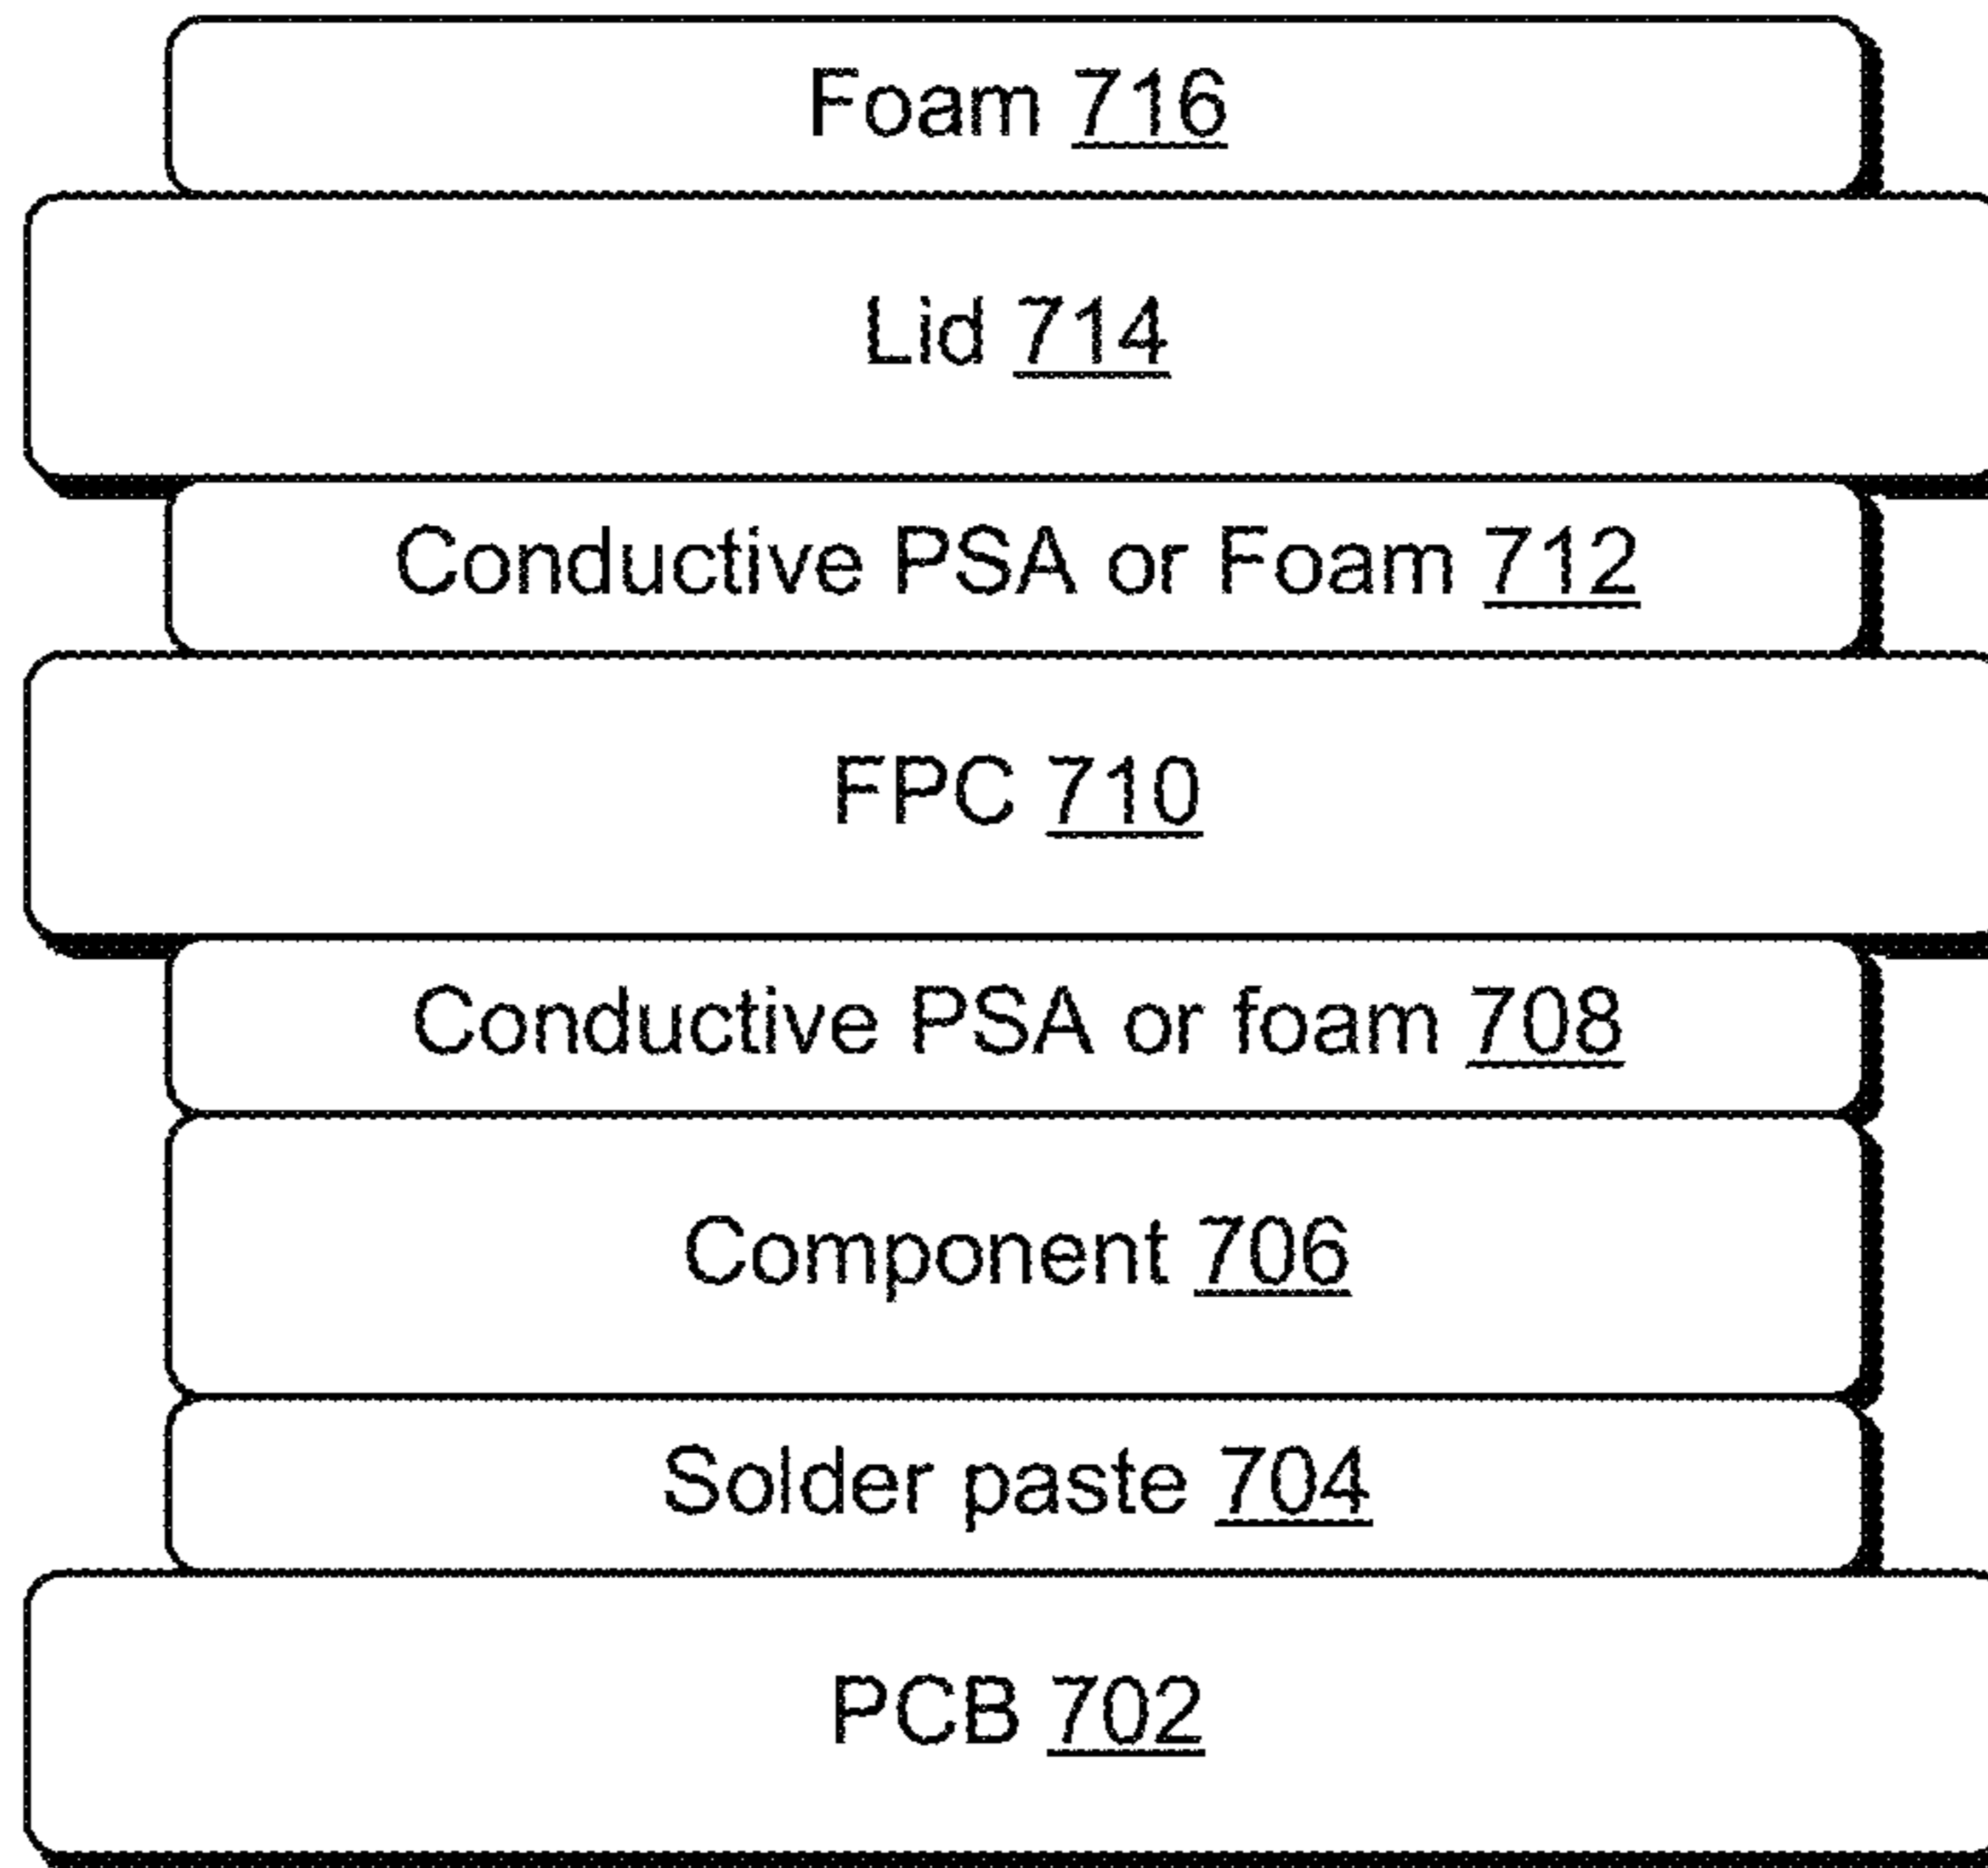 Foam 716
Lid 714
Conductive PSA or Foam 712
FPC 710
Conductive PSA or foam 708
Component 706
Solder paste 704
PCB 702